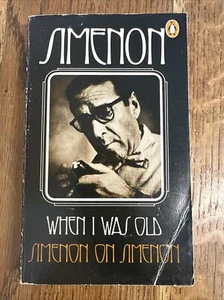 SIMENON
WHEN I WAS OLD
SIMENON ON SIMENON